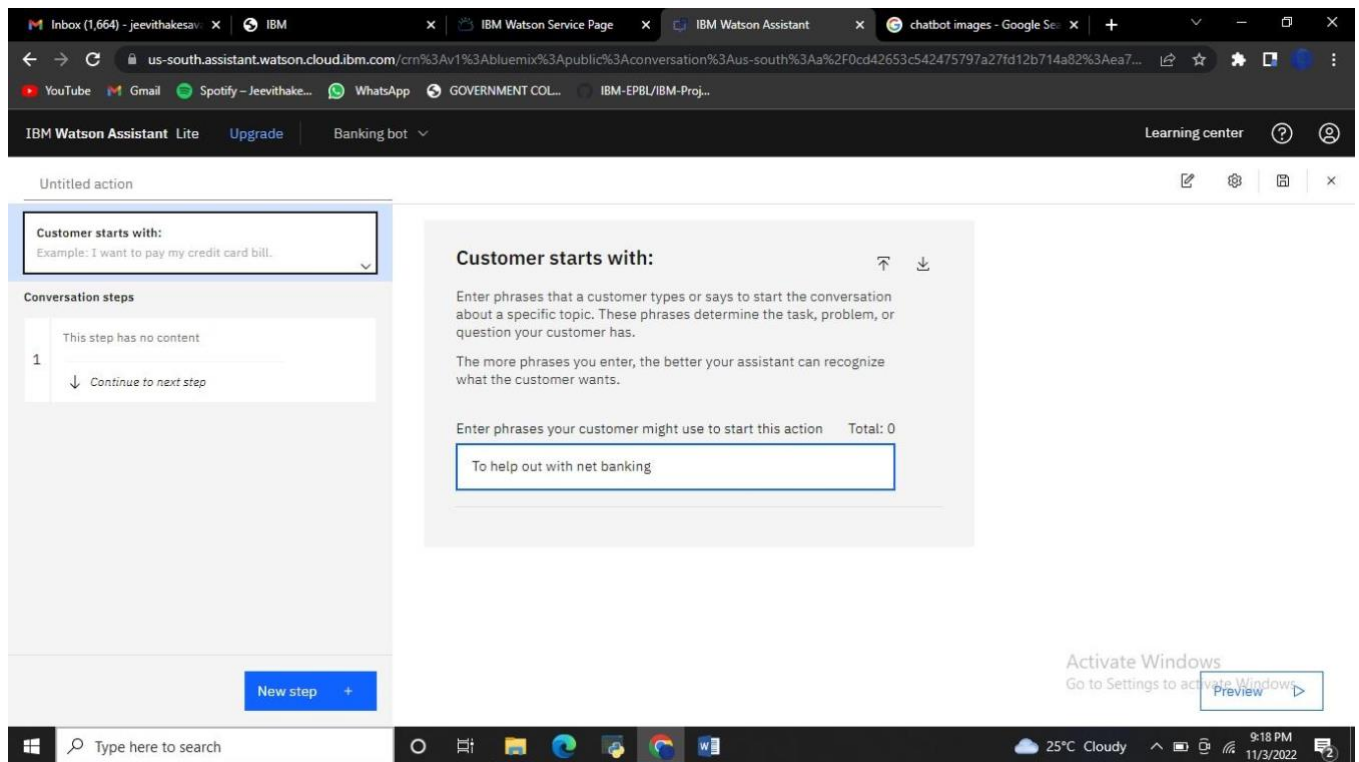 Inbox (1,664) - jeevithakesav
IBM
IBM Watson Service Page
IBM Watson Assistant
chatbot images - Google Sea
us-south.assistant.watson.cloud.ibm.com/crn%3Av1%3Abluemix%3Apublic%3Aconversation%3Aus-south%3Aa%2F0cd42653c542475797a27fd12b714a82%3Aea7...
YouTube
Gmail
Spotify – Jeevithake...
WhatsApp
GOVERNMENT COL...
IBM-EPBL/IBM-Proj...
IBM Watson Assistant Lite
Upgrade
Banking bot
Learning center
Untitled action
Customer starts with:
Example: I want to pay my credit card bill.
Conversation steps
1
This step has no content
Continue to next step
New step +
Customer starts with:
Enter phrases that a customer types or says to start the conversation
about a specific topic. These phrases determine the task, problem, or
question your customer has.
The more phrases you enter, the better your assistant can recognize
what the customer wants.
Enter phrases your customer might use to start this action Total: 0
To help out with net banking
Activate Windows
Go to Settings to activate Windows.
Preview
Type here to search
25°C Cloudy
9:18 PM
11/3/2022
2